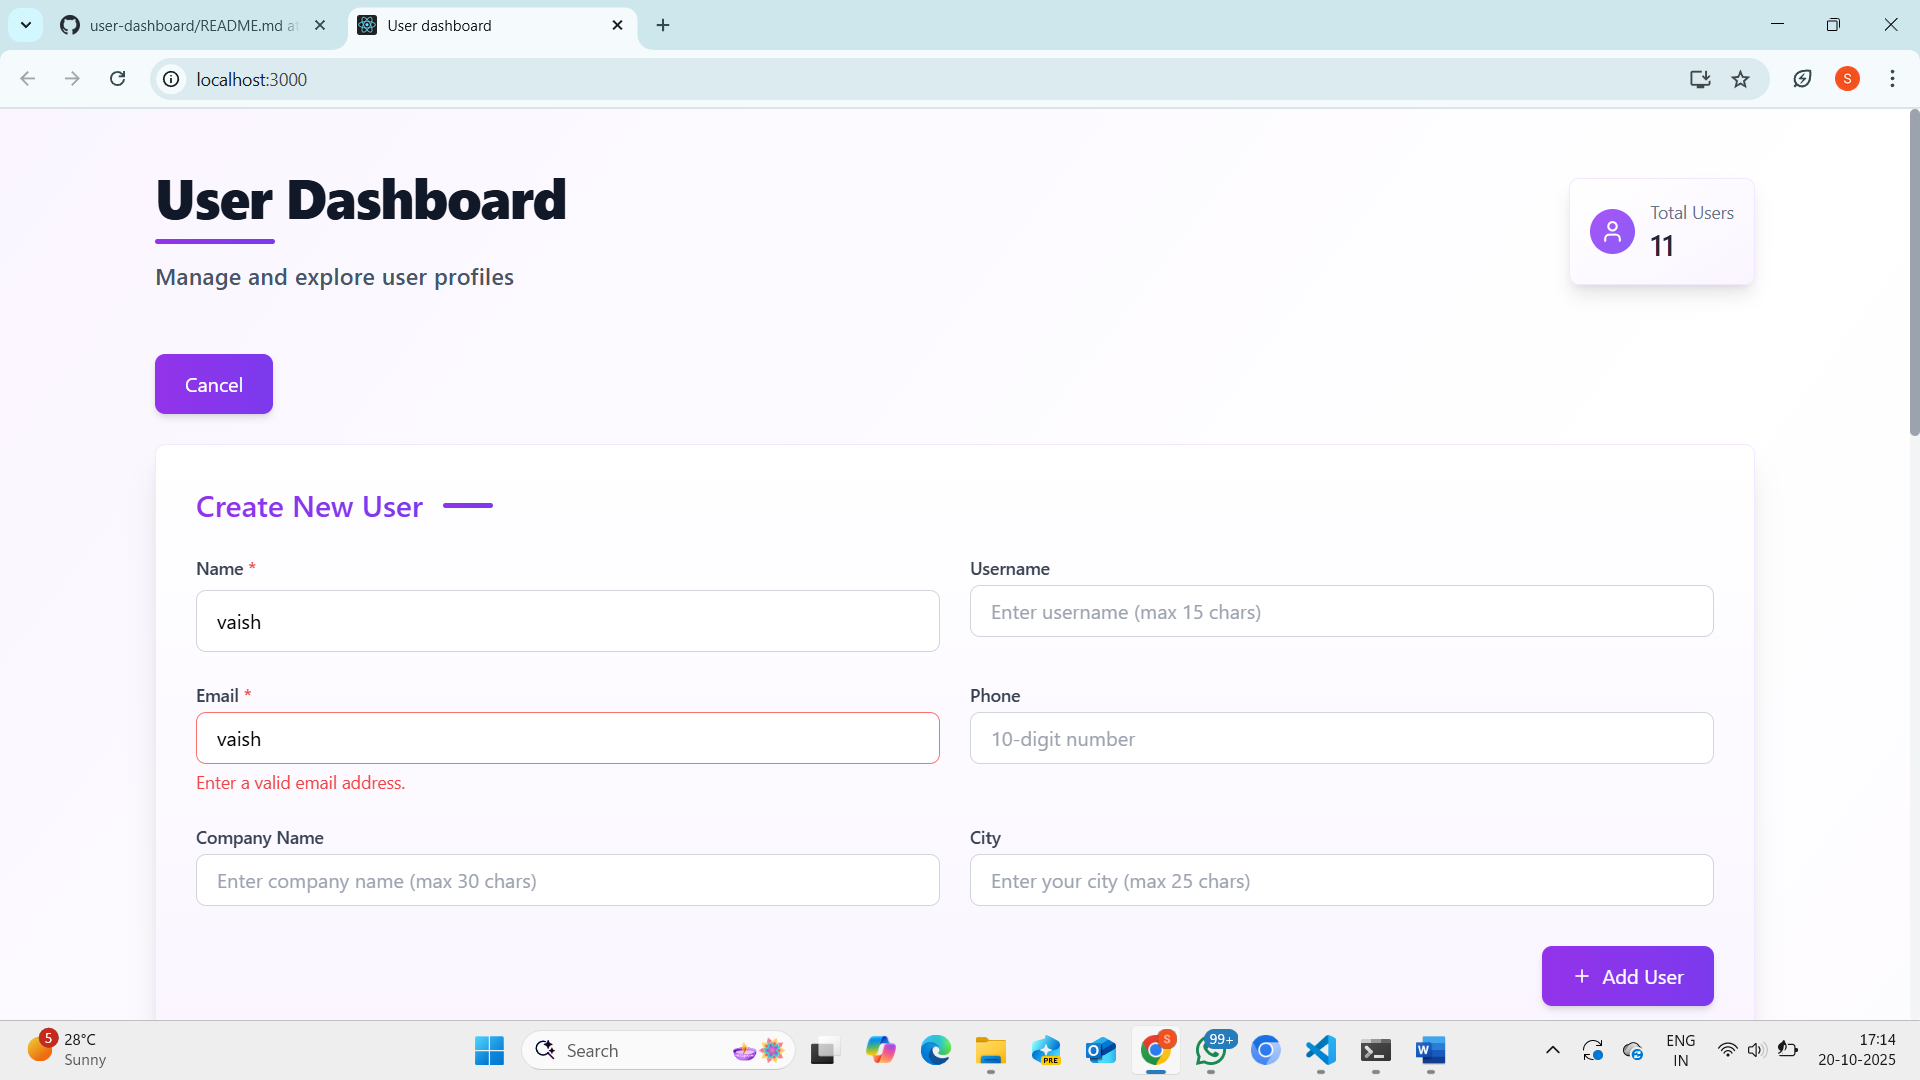 user-dashboard/README.md at
User dashboard
localhost:3000
S
User Dashboard
Manage and explore user profiles
Total Users
11
Cancel
Create New User
Name *
vaish
Username
Enter username (max 15 chars)
Email *
vaish
Enter a valid email address.
Phone
10-digit number
Company Name
Enter company name (max 30 chars)
City
Enter your city (max 25 chars)
+ Add User
5
28°C
Sunny
Search
PRE
S
99+
ENG
IN
17:14
20-10-2025